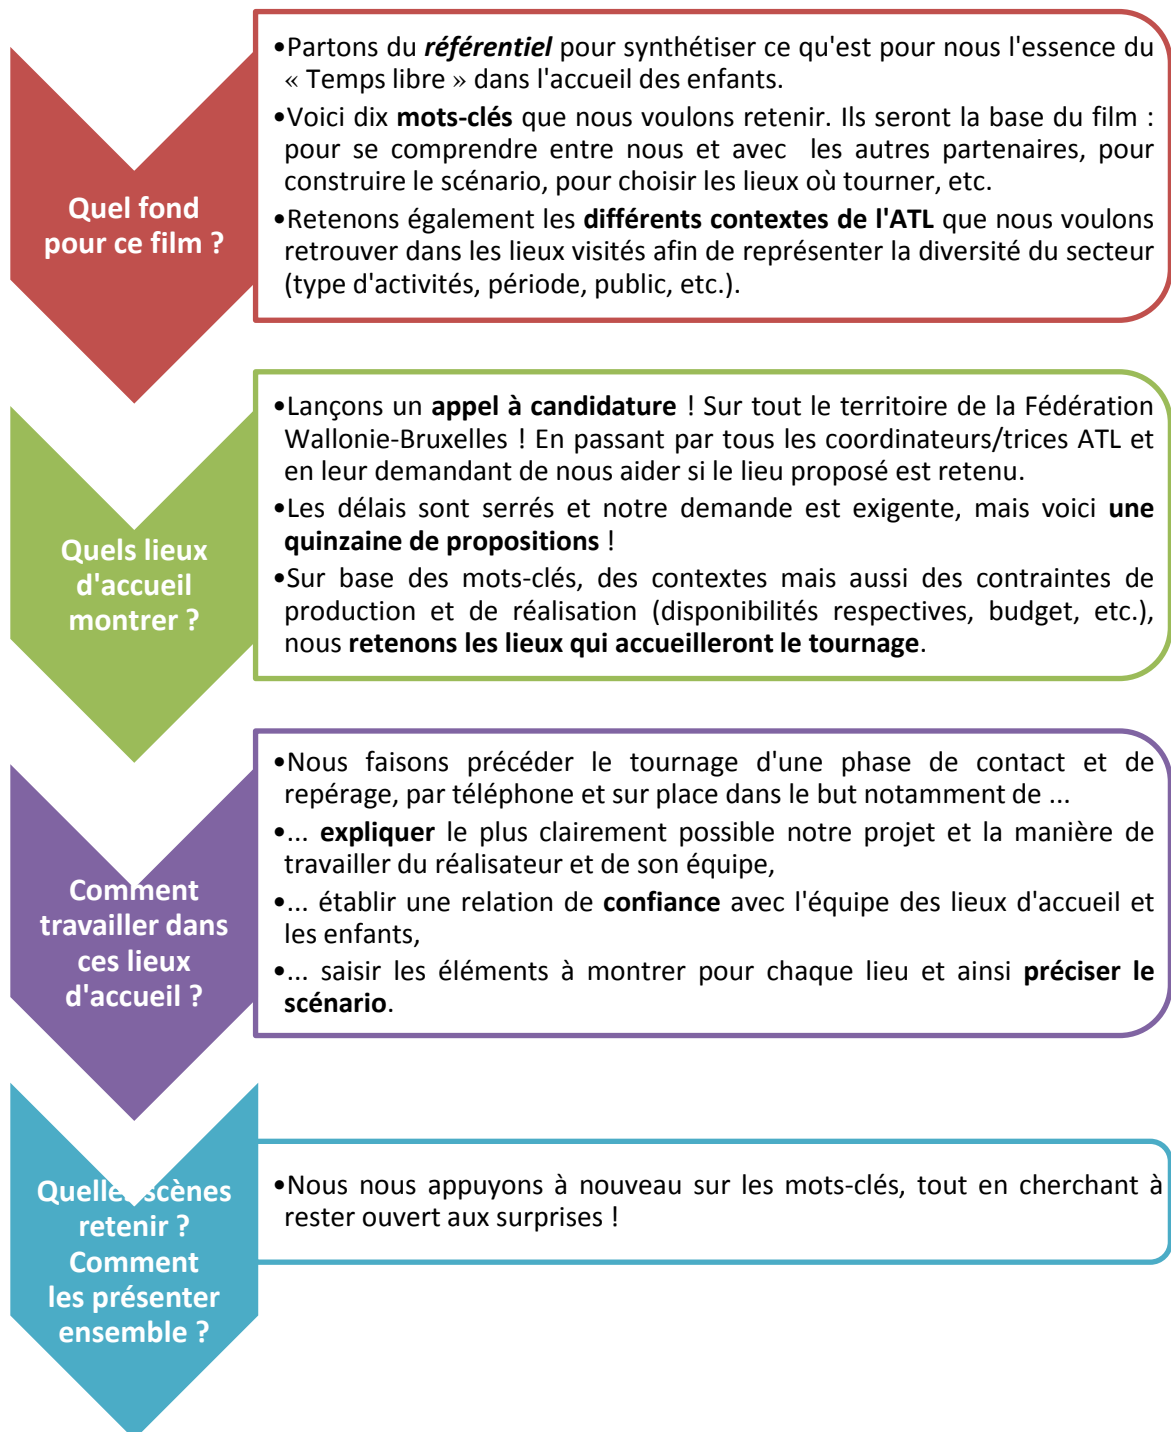 Quel fond
pour ce film ?
•Partons du référentiel pour synthétiser ce qu'est pour nous l'essence du
« Temps libre » dans l'accueil des enfants.
•Voici dix mots-clés que nous voulons retenir. Ils seront la base du film :
pour se comprendre entre nous et avec les autres partenaires, pour
construire le scénario, pour choisir les lieux où tourner, etc.
•Retenons également les différents contextes de l'ATL que nous voulons
retrouver dans les lieux visités afin de représenter la diversité du secteur
(type d'activités, période, public, etc.).
Quels lieux
d'accueil
montrer ?
•Lançons un appel à candidature ! Sur tout le territoire de la Fédération
Wallonie-Bruxelles ! En passant par tous les coordinateurs/trices ATL et
en leur demandant de nous aider si le lieu proposé est retenu.
•Les délais sont serrés et notre demande est exigente, mais voici une
quinzaine de propositions !
•Sur base des mots-clés, des contextes mais aussi des contraintes de
production et de réalisation (disponibilités respectives, budget, etc.),
nous retenons les lieux qui accueilleront le tournage.
Comment
travailler dans
ces lieux
d'accueil ?
•Nous faisons précéder le tournage d'une phase de contact et de
repérage, par téléphone et sur place dans le but notamment de ...
•... expliquer le plus clairement possible notre projet et la manière de
travailler du réalisateur et de son équipe,
•... établir une relation de confiance avec l'équipe des lieux d'accueil et
les enfants,
•... saisir les éléments à montrer pour chaque lieu et ainsi préciser le
scénario.
Quelles scènes
retenir ?
Comment
les présenter
ensemble ?
•Nous nous appuyons à nouveau sur les mots-clés, tout en cherchant à
rester ouvert aux surprises !